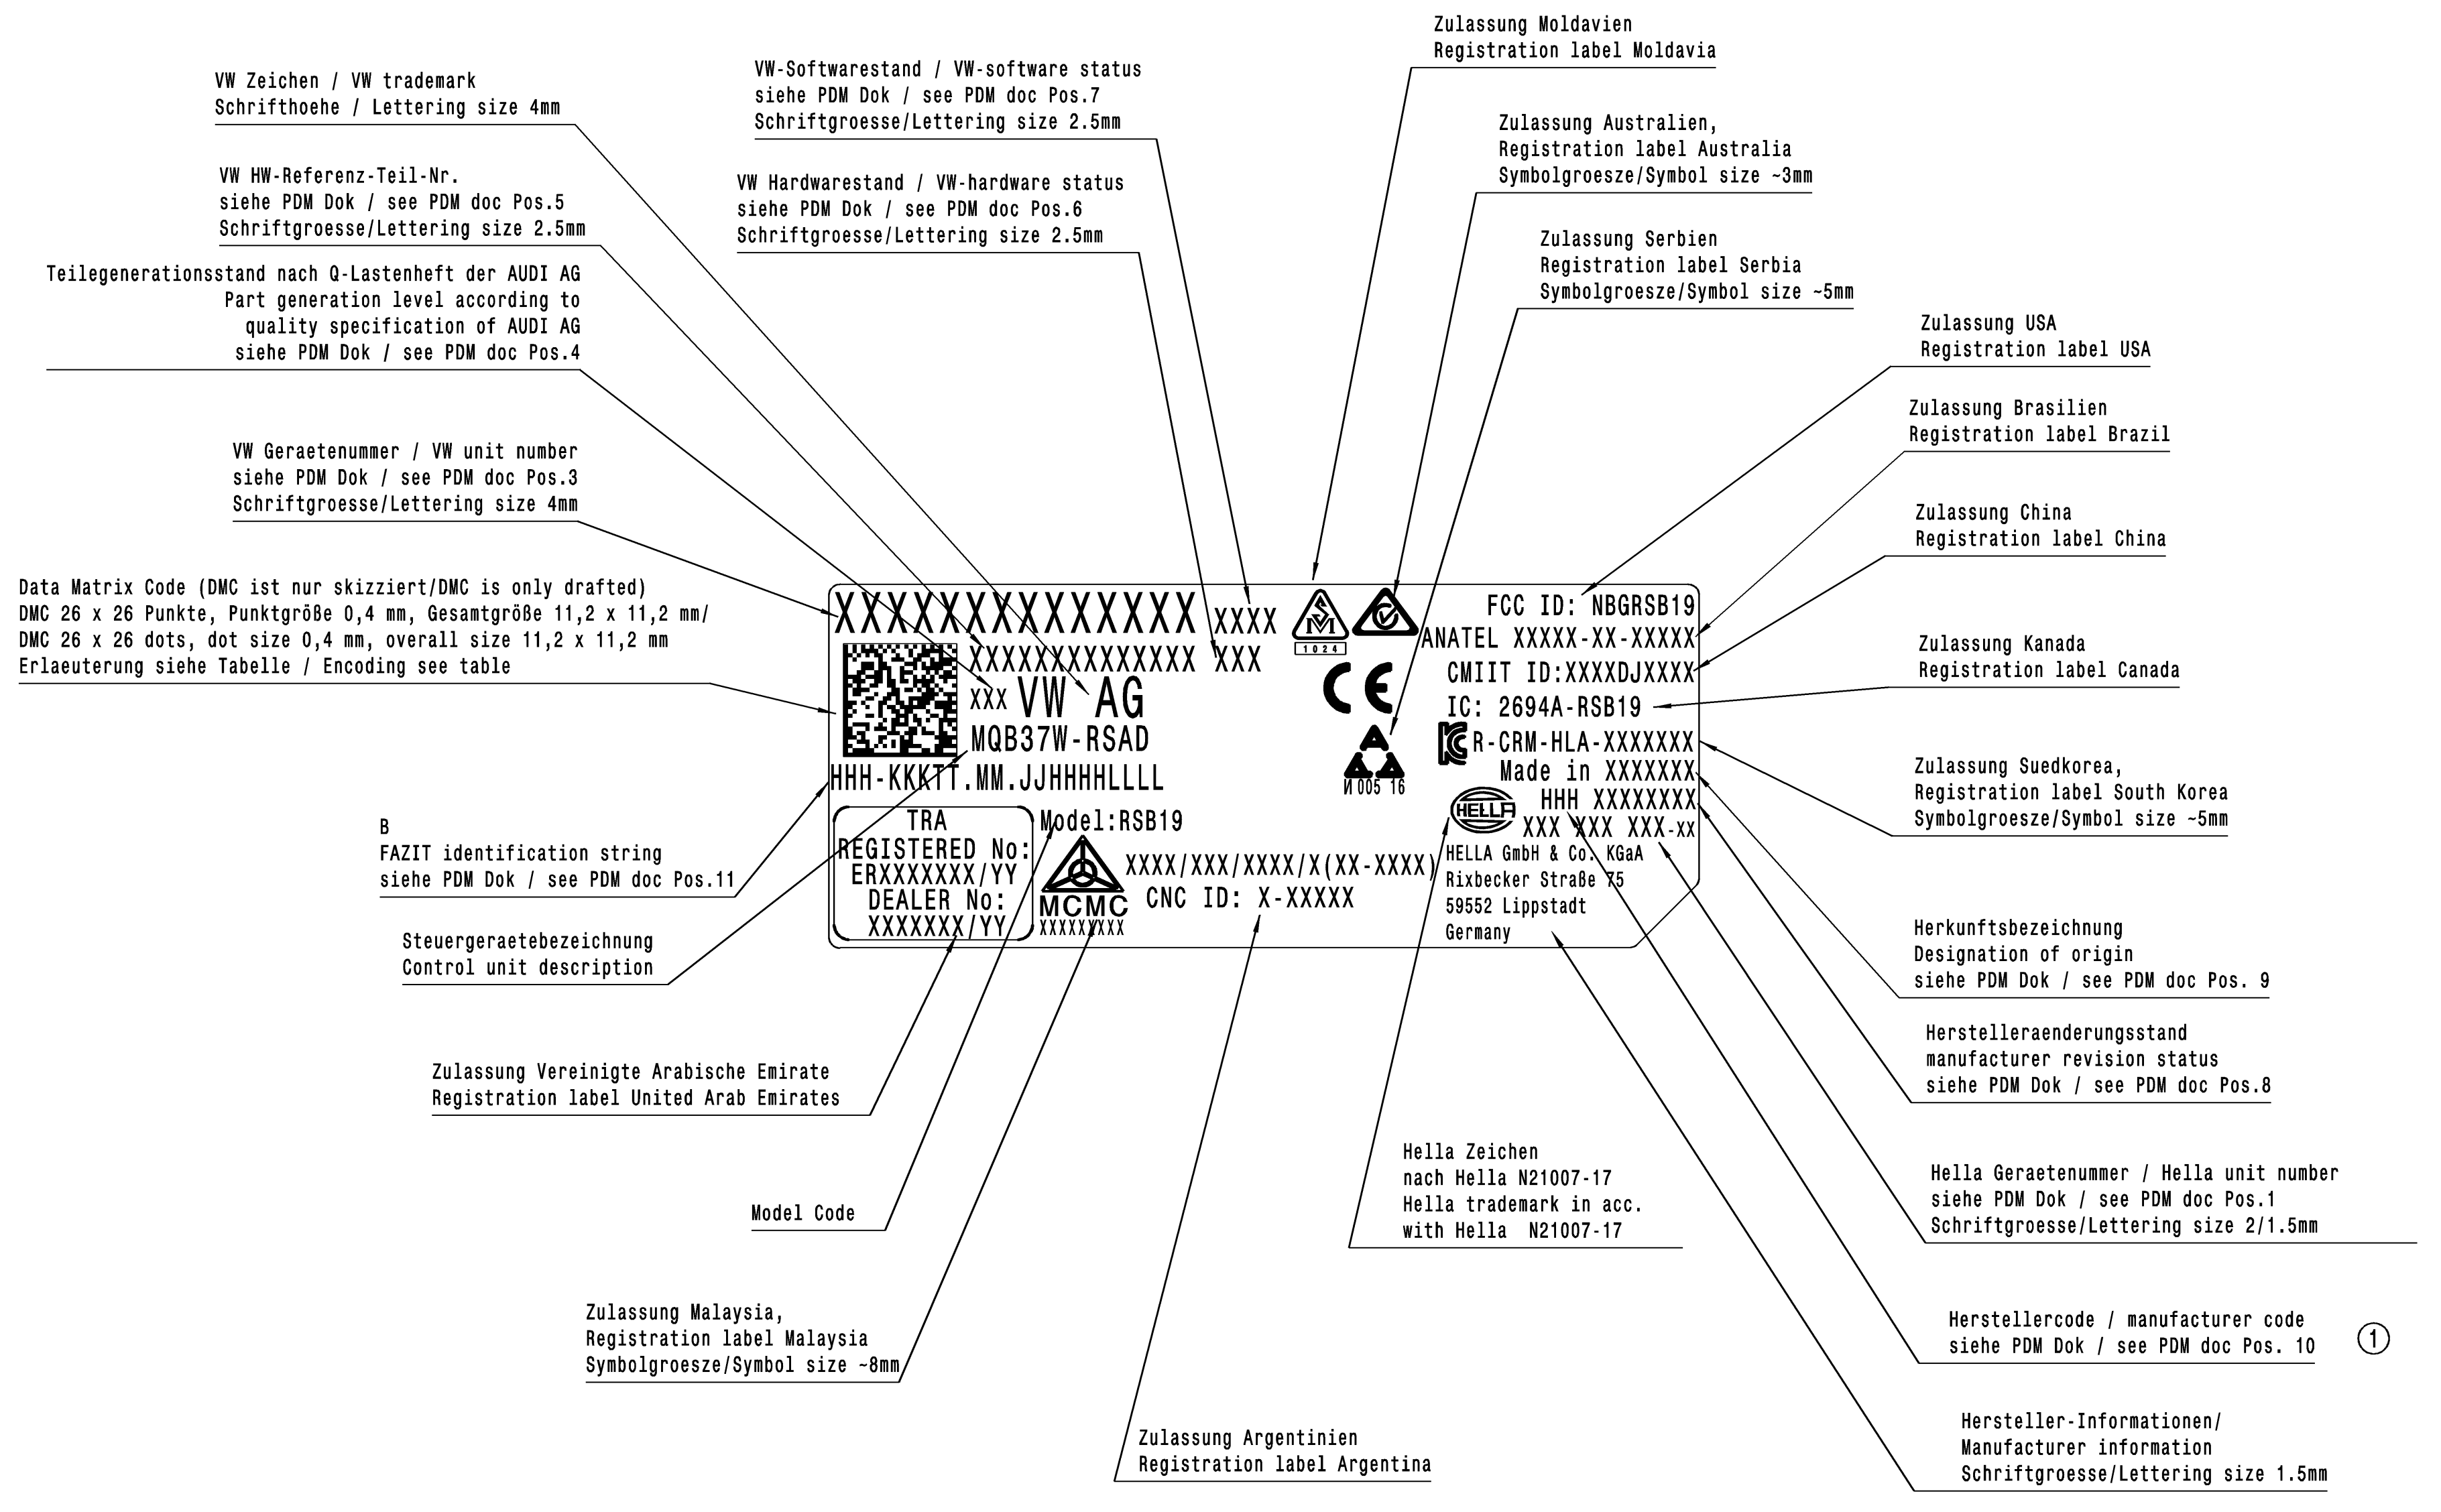 Zulassung Moldavien
Registration label Moldavia
VW-Softwarestand / VW-software status
siehe PDM Dok / see PDM doc Pos.7
Schriftgroesse/Lettering size 2.5mm
VW Zeichen / VW trademark
Schrifthoehe / Lettering size 4mm
Zulassung Australien,
Registration label Australia
Symbolgroesze/Symbol size ~3mm
VW HW-Referenz-Teil-Nr.
siehe PDM Dok / see PDM doc Pos.5
Schriftgroesse/Lettering size 2.5mm
VW Hardwarestand / VW-hardware status
siehe PDM Dok / see PDM doc Pos.6
Schriftgroesse/Lettering size 2.5mm
Zulassung Serbien
Registration label Serbia
Symbolgroesze/Symbol size ~5mm
Teilegenerationsstand nach Q-Lastenheft der AUDI AG
Part generation level according to
quality specification of AUDI AG
siehe PDM Dok / see PDM doc Pos.4
Zulassung USA
Registration label USA
Zulassung Brasilien
Registration label Brazil
VW Geraetenummer / VW unit number
siehe PDM Dok / see PDM doc Pos.3
Schriftgroesse/Lettering size 4mm
Zulassung China
Registration label China
Data Matrix Code (DMC ist nur skizziert/DMC is only drafted)
DMC 26 x 26 Punkte, Punktgröße 0,4 mm, Gesamtgröße 11,2 x 11,2 mm/
DMC 26 x 26 dots, dot size 0,4 mm, overall size 11,2 x 11,2 mm
Erlaeuterung siehe Tabelle / Encoding see table
XXXXXXXXXXXXXX XXXX
XXXXXXXXXXXXXX XXX
XXX VW AG
MQB37W-RSAD
HHH-KKKTT.MM.JJHHHHLLLL
SM
1024
CE
AAA
И005 16
FCC ID: NBGRSB19
ANATEL XXXXX-XX-XXXXX
CMIIT ID:XXXXDJXXXX
IC: 2694A-RSB19
KC R-CRM-HLA-XXXXXXX
Made in XXXXXXX
HELLA HHH XXXXXXXX
XXX XXX XXX-XX
HELLA GmbH & Co. KGaA
Rixbecker Straße 75
59552 Lippstadt
Germany
TRA
REGISTERED No:
ERXXXXXXX/YY
DEALER No:
XXXXXXX/YY
Model:RSB19
MCMC
XXXXXXXXX
XXXX/XXX/XXXX/X(XX-XXXX)
CNC ID: X-XXXXX
Zulassung Kanada
Registration label Canada
Zulassung Suedkorea,
Registration label South Korea
Symbolgroesze/Symbol size ~5mm
B
FAZIT identification string
siehe PDM Dok / see PDM doc Pos.11
Steuergeraetebezeichnung
Control unit description
Herkunftsbezeichnung
Designation of origin
siehe PDM Dok / see PDM doc Pos. 9
Herstelleraenderungsstand
manufacturer revision status
siehe PDM Dok / see PDM doc Pos.8
Zulassung Vereinigte Arabische Emirate
Registration label United Arab Emirates
Hella Zeichen
nach Hella N21007-17
Hella trademark in acc.
with Hella N21007-17
Hella Geraetenummer / Hella unit number
siehe PDM Dok / see PDM doc Pos.1
Schriftgroesse/Lettering size 2/1.5mm
Model Code
Zulassung Malaysia,
Registration label Malaysia
Symbolgroesze/Symbol size ~8mm
Herstellercode / manufacturer code
siehe PDM Dok / see PDM doc Pos. 10
1
Zulassung Argentinien
Registration label Argentina
Hersteller-Informationen/
Manufacturer information
Schriftgroesse/Lettering size 1.5mm